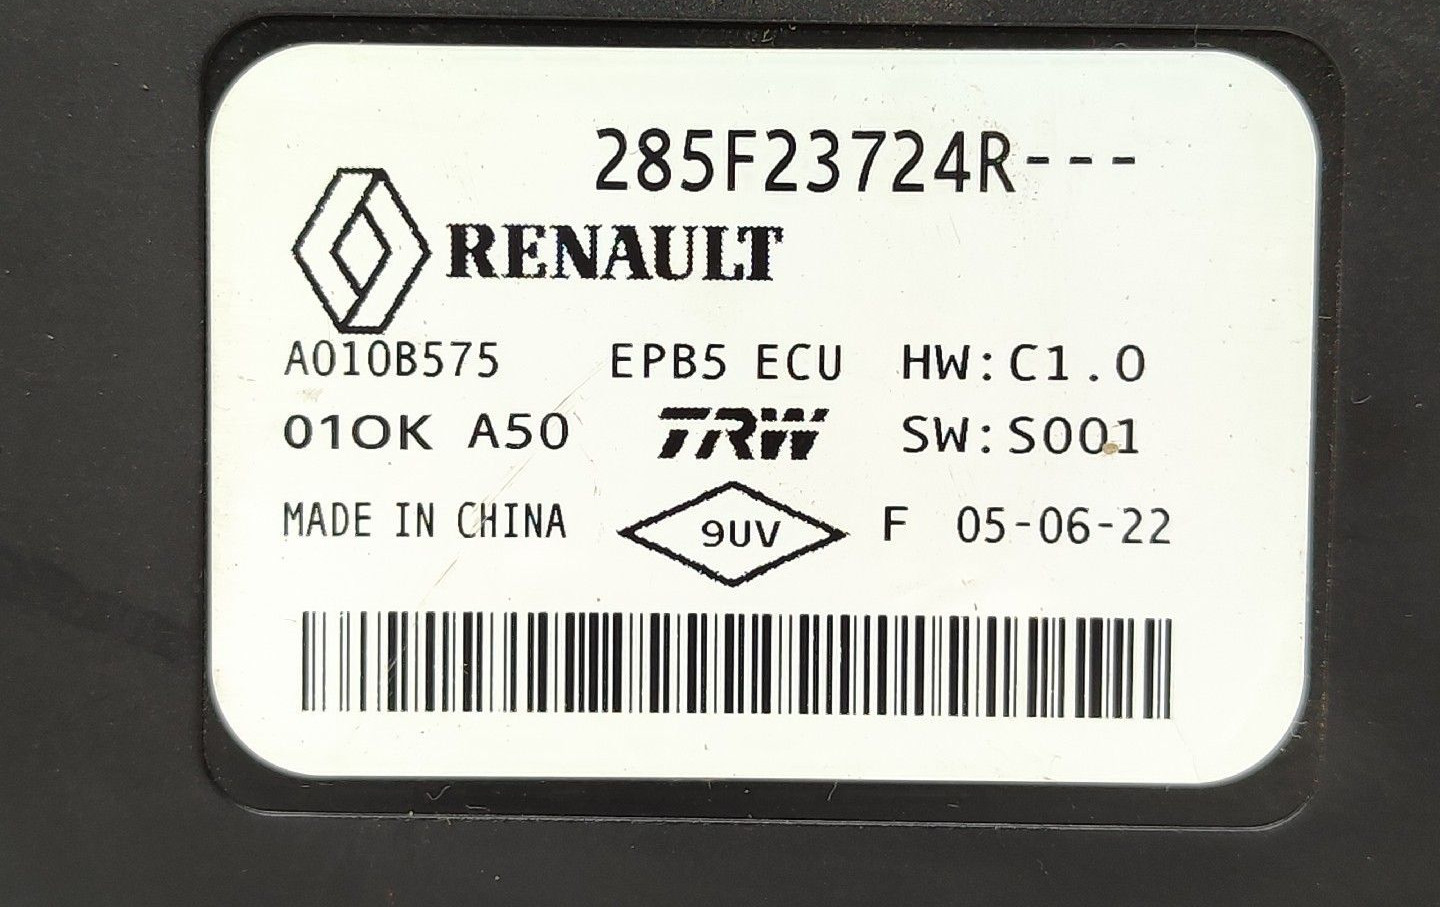 285F23724R---
RENAULT
A010B575 EPB5 ECU HW:C1.0
010K A50 TRW SW:S001
MADE IN CHINA 9UV F 05-06-22